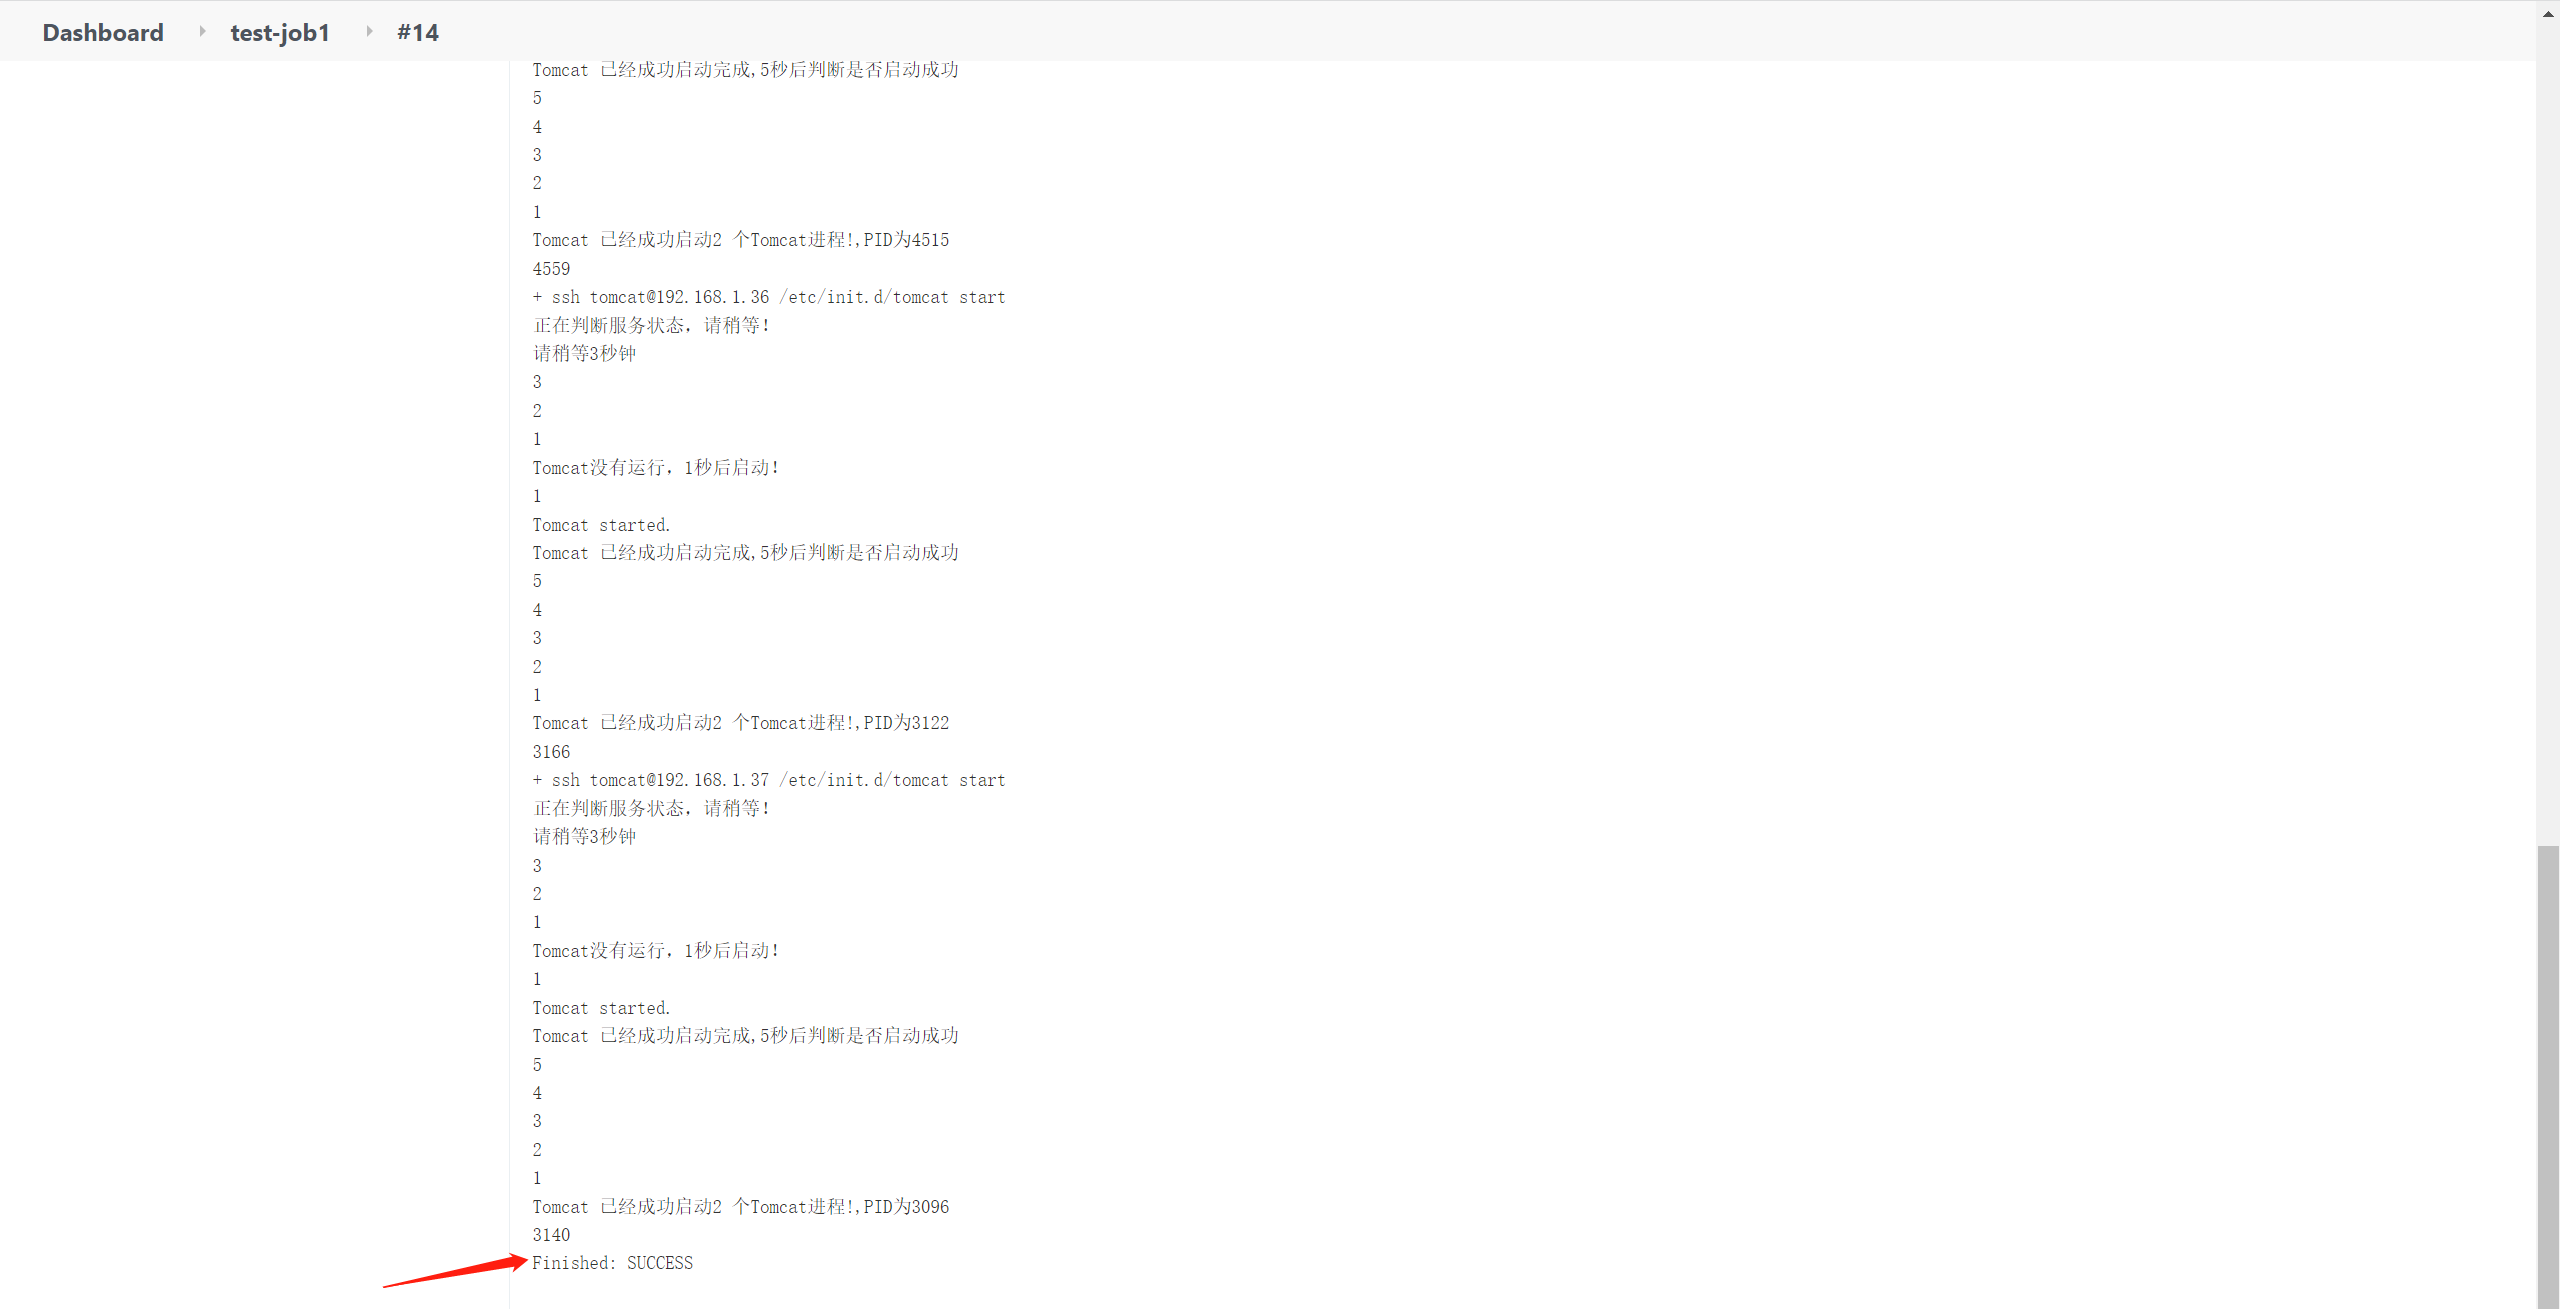 Dashboard test-job1 #14
Tomcat 已经成功启动完成,5秒后判断是否启动成功
5
4
3
2
1
Tomcat 已经成功启动2 个Tomcat进程!,PID为4515
4559
+ ssh tomcat@192.168.1.36 /etc/init.d/tomcat start
正在判断服务状态，请稍等！
请稍等3秒钟
3
2
1
Tomcat没有运行，1秒后启动！
1
Tomcat started.
Tomcat 已经成功启动完成,5秒后判断是否启动成功
5
4
3
2
1
Tomcat 已经成功启动2 个Tomcat进程!,PID为3122
3166
+ ssh tomcat@192.168.1.37 /etc/init.d/tomcat start
正在判断服务状态，请稍等！
请稍等3秒钟
3
2
1
Tomcat没有运行，1秒后启动！
1
Tomcat started.
Tomcat 已经成功启动完成,5秒后判断是否启动成功
5
4
3
2
1
Tomcat 已经成功启动2 个Tomcat进程!,PID为3096
3140
Finished: SUCCESS